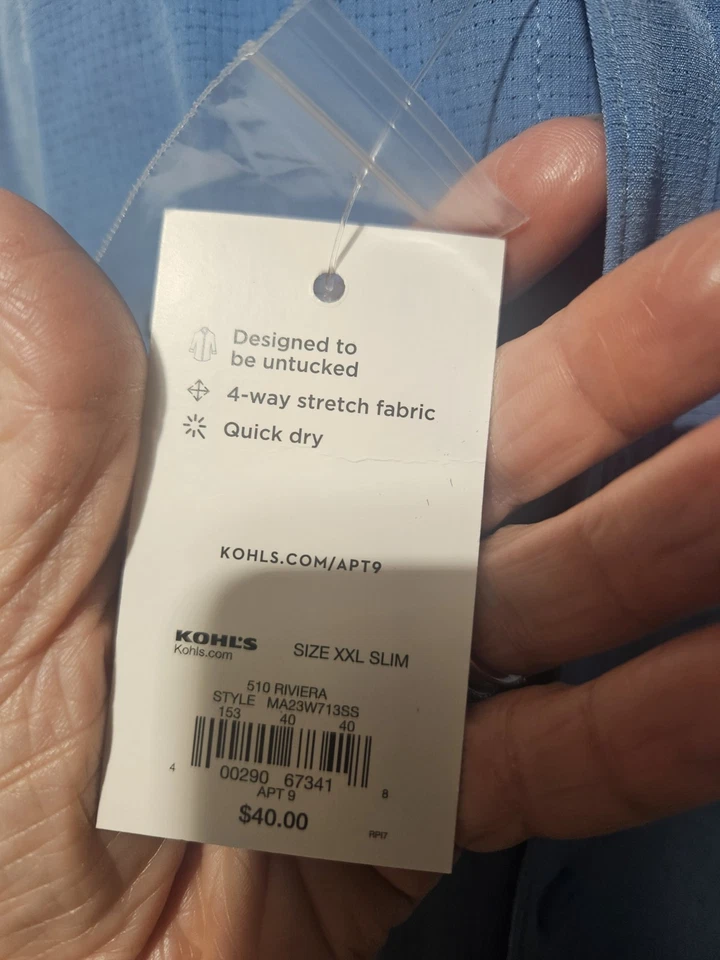 Designed to
be untucked
4-way stretch fabric
Quick dry
KOHLS.COM/APT9
KOHL'S
Kohls.com
SIZE XXL SLIM
510 RIVIERA
STYLE MA23W713SS
153 40 40
4 00290 67341 8
APT 9
$40.00
RP17